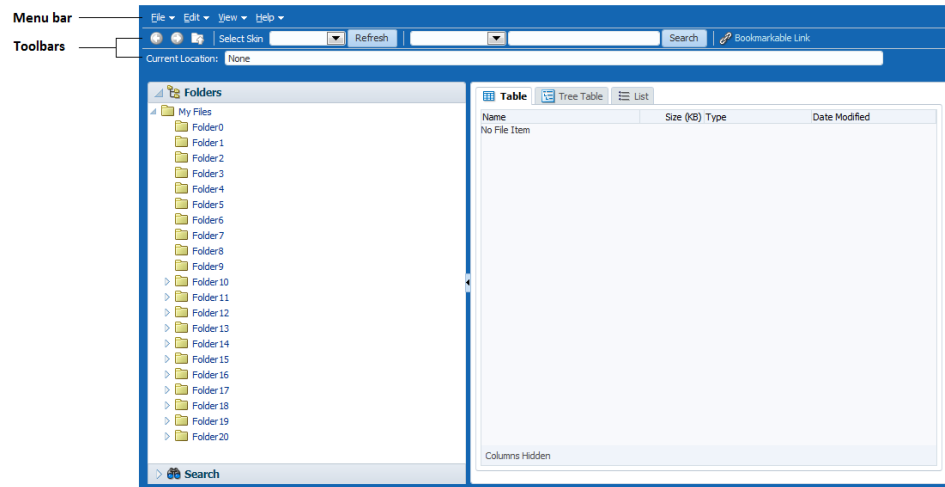 Menu bar
File Edit View Help
Toolbars
Select Skin Refresh Search Bookmarkable Link
Current Location: None
Folders
My Files
Folder0
Folder1
Folder2
Folder3
Folder4
Folder5
Folder6
Folder7
Folder8
Folder9
Folder10
Folder11
Folder12
Folder13
Folder14
Folder15
Folder16
Folder17
Folder18
Folder19
Folder20
Search
Table Tree Table List
Name Size (KB) Type Date Modified
No File Item
Columns Hidden